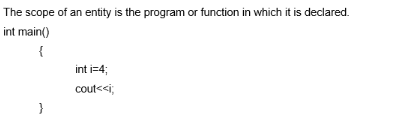 The scope of an entity is the program or function in which it is declared.
int main()
{
int i=4;
cout<<i;
}